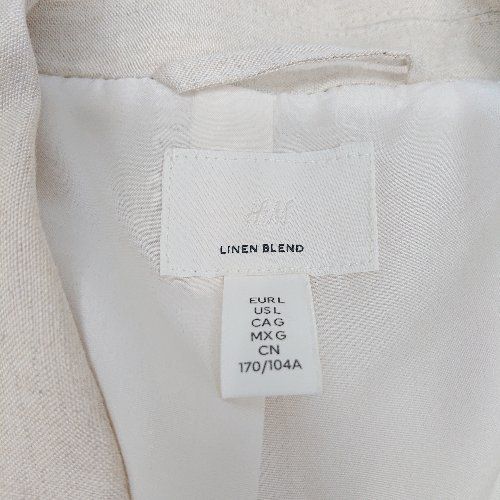 H&M
LINEN BLEND
EUR L
US L
CA G
MX G
CN
170/104A